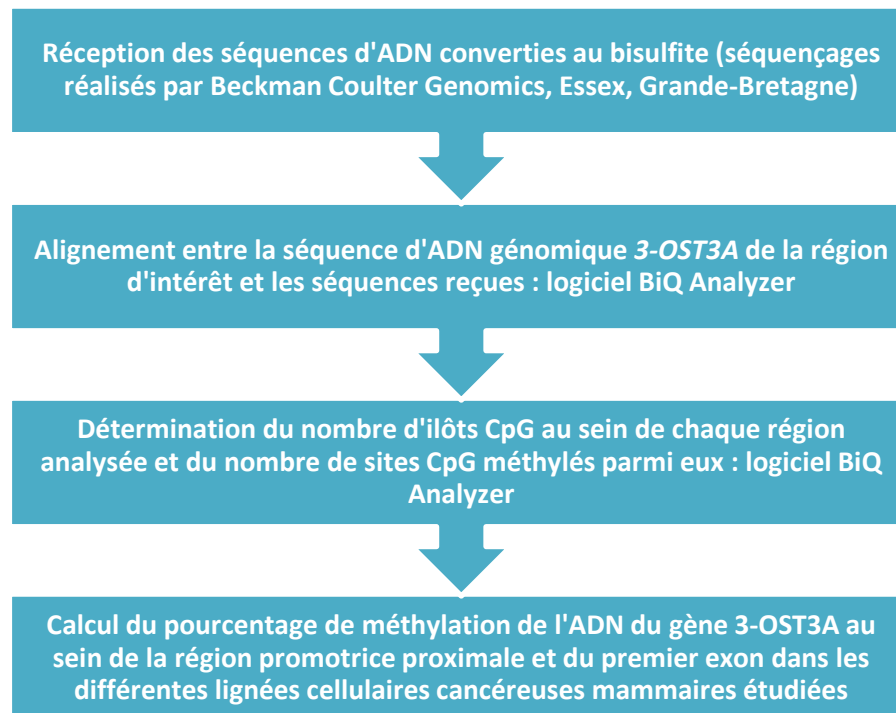 Réception des séquences d'ADN converties au bisulfite (séquençages
réalisés par Beckman Coulter Genomics, Essex, Grande-Bretagne)
Alignement entre la séquence d'ADN génomique 3-OST3A de la région
d'intérêt et les séquences reçues : logiciel BiQ Analyzer
Détermination du nombre d'ilôts CpG au sein de chaque région
analysée et du nombre de sites CpG méthylés parmi eux : logiciel BiQ
Analyzer
Calcul du pourcentage de méthylation de l'ADN du gène 3-OST3A au
sein de la région promotrice proximale et du premier exon dans les
différentes lignées cellulaires cancéreuses mammaires étudiées